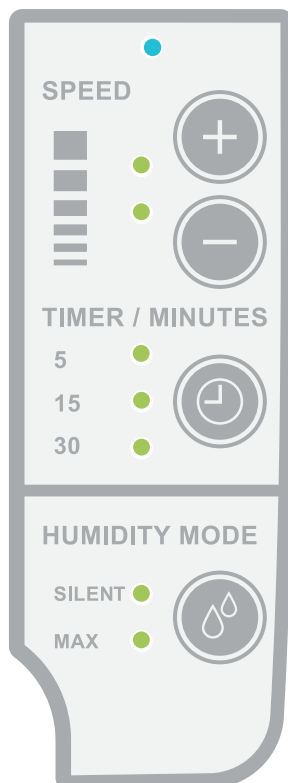 SPEED
TIMER / MINUTES
5
15
30
HUMIDITY MODE
SILENT
MAX